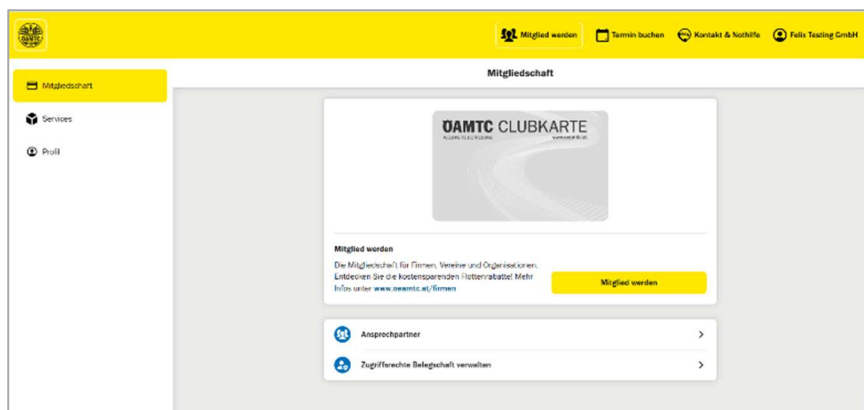 ÖAMTC
Mitglied werden
Termin buchen
Kontakt & Nothilfe
Felix Testing GmbH
Mitgliedschaft
Mitgliedschaft
Services
Profil
ÖAMTC CLUBKARTE
Mitglied werden
Die Mitgliedschaft für Firmen, Vereine und Organisationen.
Entdecken Sie die kostensparenden Flottenrabatte! Mehr
Infos unter www.oeamtc.at/firmen
Mitglied werden
Ansprechpartner
Zugriffsrechte Belegschaft verwalten